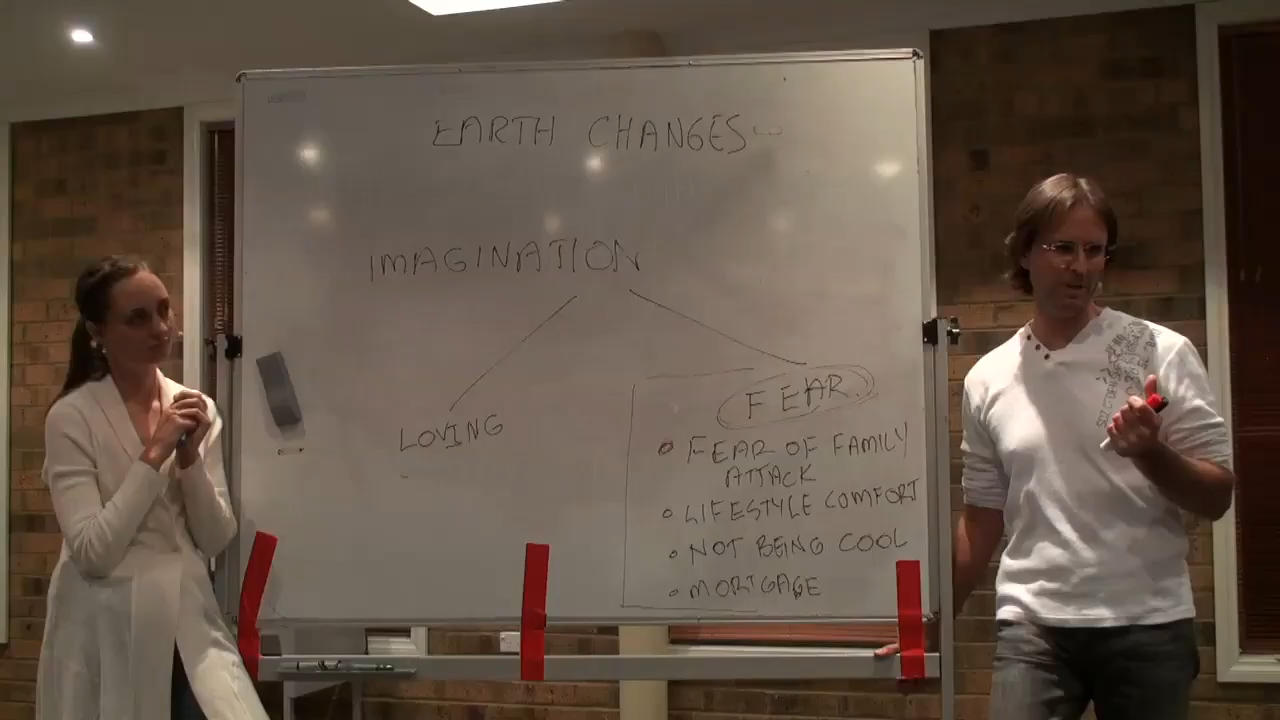 EARTH CHANGES
IMAGINATION
LOVING
FEAR
FEAR OF FAMILY
ATTACK
LIFESTYLE COMFORT
NOT BEING COOL
MORTGAGE